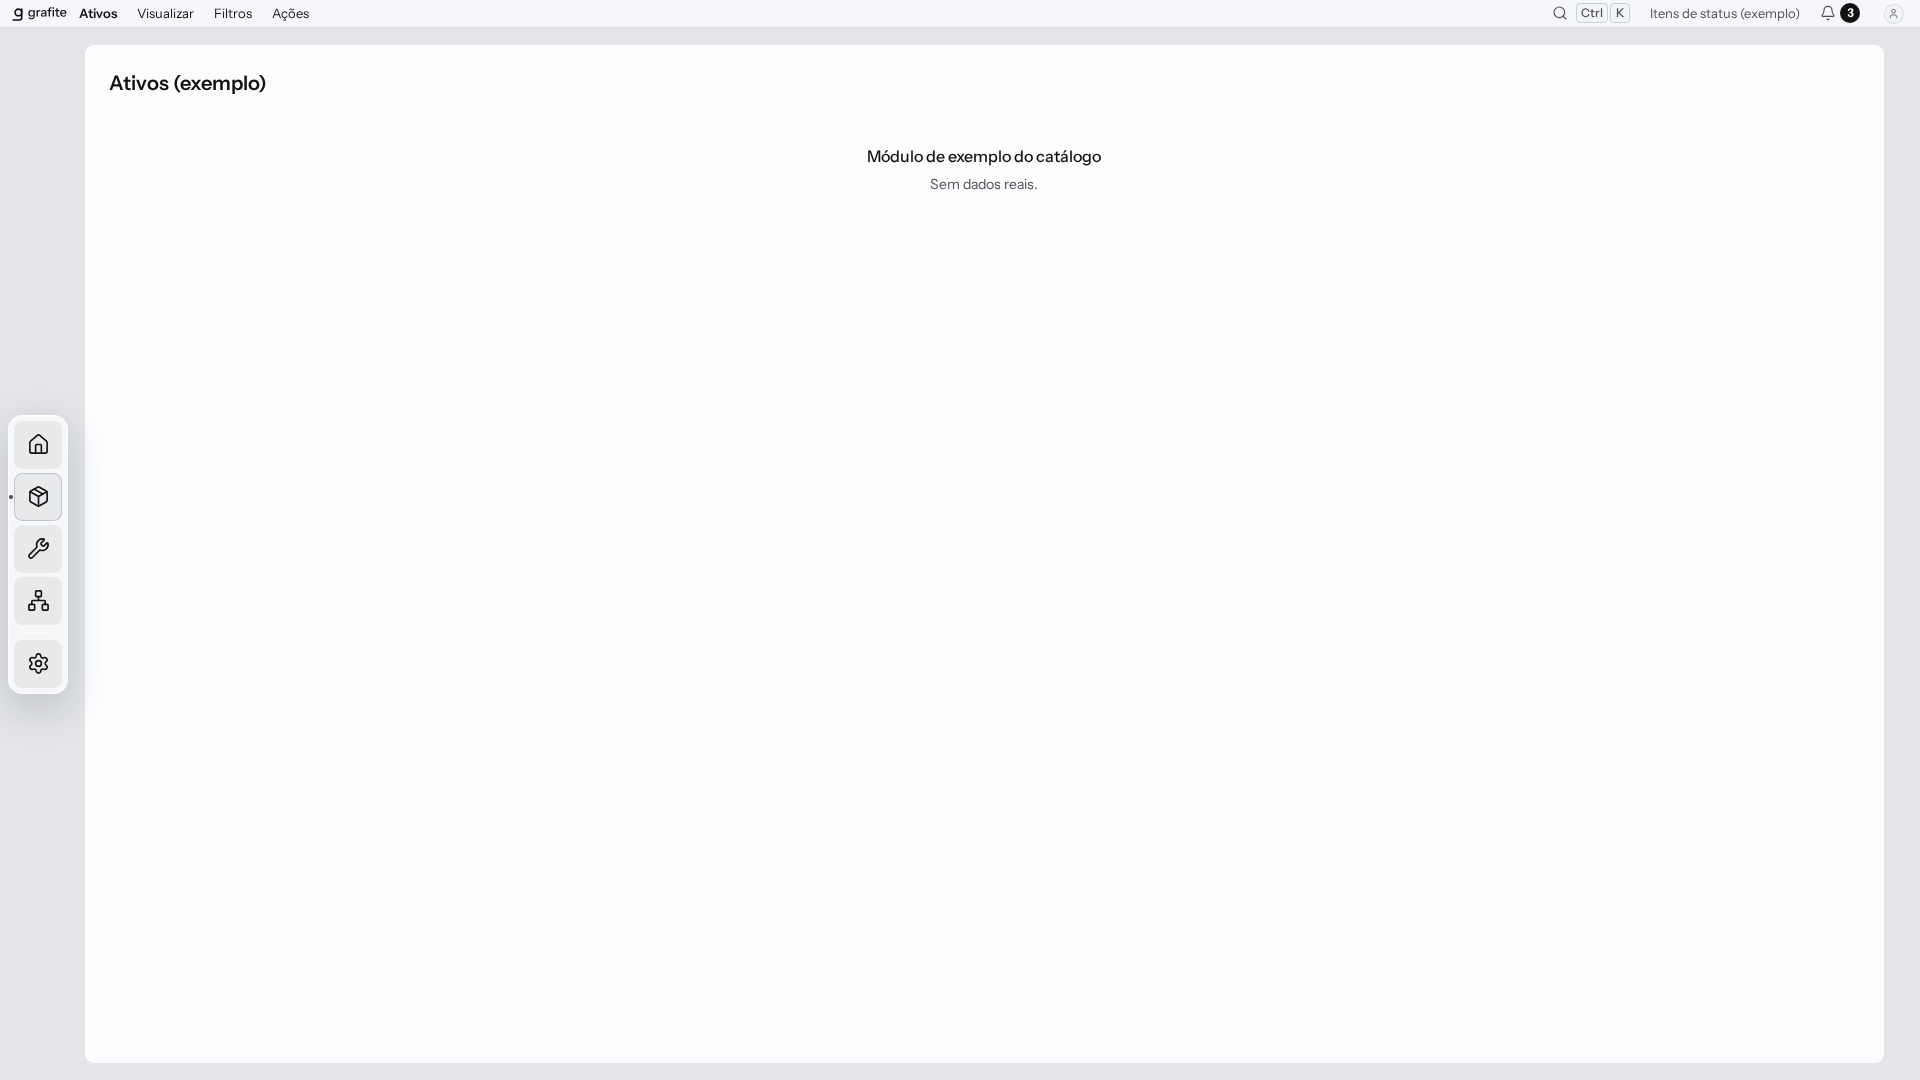 grafite Ativos Visualizar Filtros Ações Ctrl K Itens de status (exemplo) 3
Ativos (exemplo)
Módulo de exemplo do catálogo
Sem dados reais.